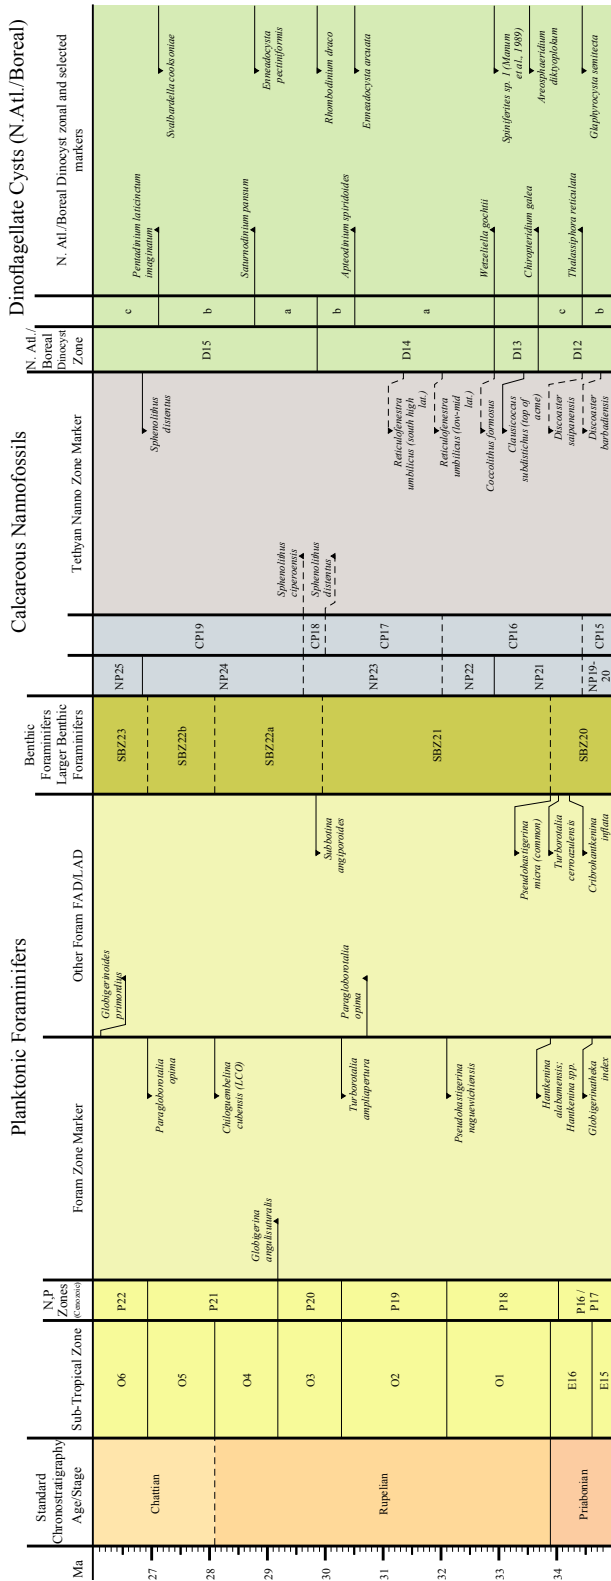 Ma
27
28
29
30
31
32
33
34
Standard
Chronostratigraphy
Age/Stage
Chattian
Rupelian
Priabonian
Planktonic Foraminifers
Sub-Tropical Zone
O6
O5
O4
O3
O2
O1
E16
E15
N,P
Zones
(Cenozoic)
P22
P21
P20
P19
P18
P16 /
P17
Foram Zone Marker
Paragloborotalia
opima
Chiloguembelina
cubensis (LCO)
Globigerina
angulisuturalis
Turborotalia
ampliapertura
Pseudohastigerina
naguewichiensis
Hantkenina
alabamensis;
Hantkenina spp.
Globigerinatheka
index
Other Foram FAD/LAD
Globigerinoides
primordius
Subbotina
angiporoides
Paragloborotalia
opima
Pseudohastigerina
micra (common)
Turborotalia
cerroazulensis
Cribrohantkenina
inflata
Benthic
Foraminifers
Larger Benthic
Foraminifers
SBZ23
SBZ22b
SBZ22a
SBZ21
SBZ20
Calcareous Nannofossils
NP25
NP24
NP23
NP22
NP21
NP19-
20
CP19
CP18
CP17
CP16
CP15
Tethyan Nanno Zone Marker
Sphenolithus
distentus
Sphenolithus
ciperoensis
Sphenolithus
distentus
Reticulofenestra
umbilicus (south high
lat.)
Reticulofenestra
umbilicus (low-mid
lat.)
Coccolithus formosus
Clausicoccus
subdistichus (top of
acme)
Discoaster
saipanensis
Discoaster
barbadiensis
Dinoflagellate Cysts (N.Atl./Boreal)
N. Atl./
Boreal
Dinocyst
Zone
D15
D14
D13
D12
c
b
a
b
a
c
b
N. Atl./Boreal Dinocyst zonal and selected
markers
Pentadinium laticinctum
imaginatum
Svalbardella cooksoniae
Saturnodinium pansum
Enneadocysta
pectiniformis
Rhombodinium draco
Apteodinium spiridoides
Enneadocysta arcuata
Wetzeliella gochtii
Spiniferites sp. 1 (Manum
et al., 1989)
Chiropteridium galea
Areosphaeridium
diktyoplokum
Thalassiphora reticulata
Glaphyrocysta semitecta